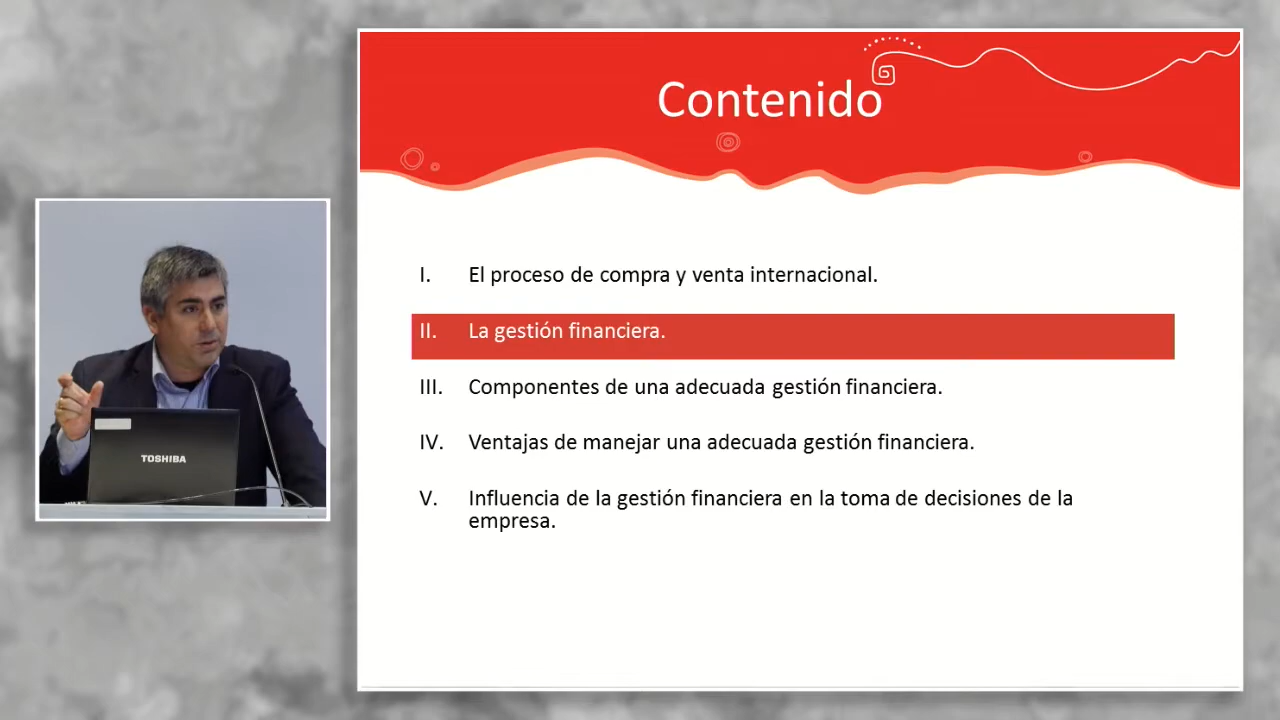 Contenido
I. El proceso de compra y venta internacional.
II. La gestión financiera.
III. Componentes de una adecuada gestión financiera.
IV. Ventajas de manejar una adecuada gestión financiera.
V. Influencia de la gestión financiera en la toma de decisiones de la
empresa.
TOSHIBA